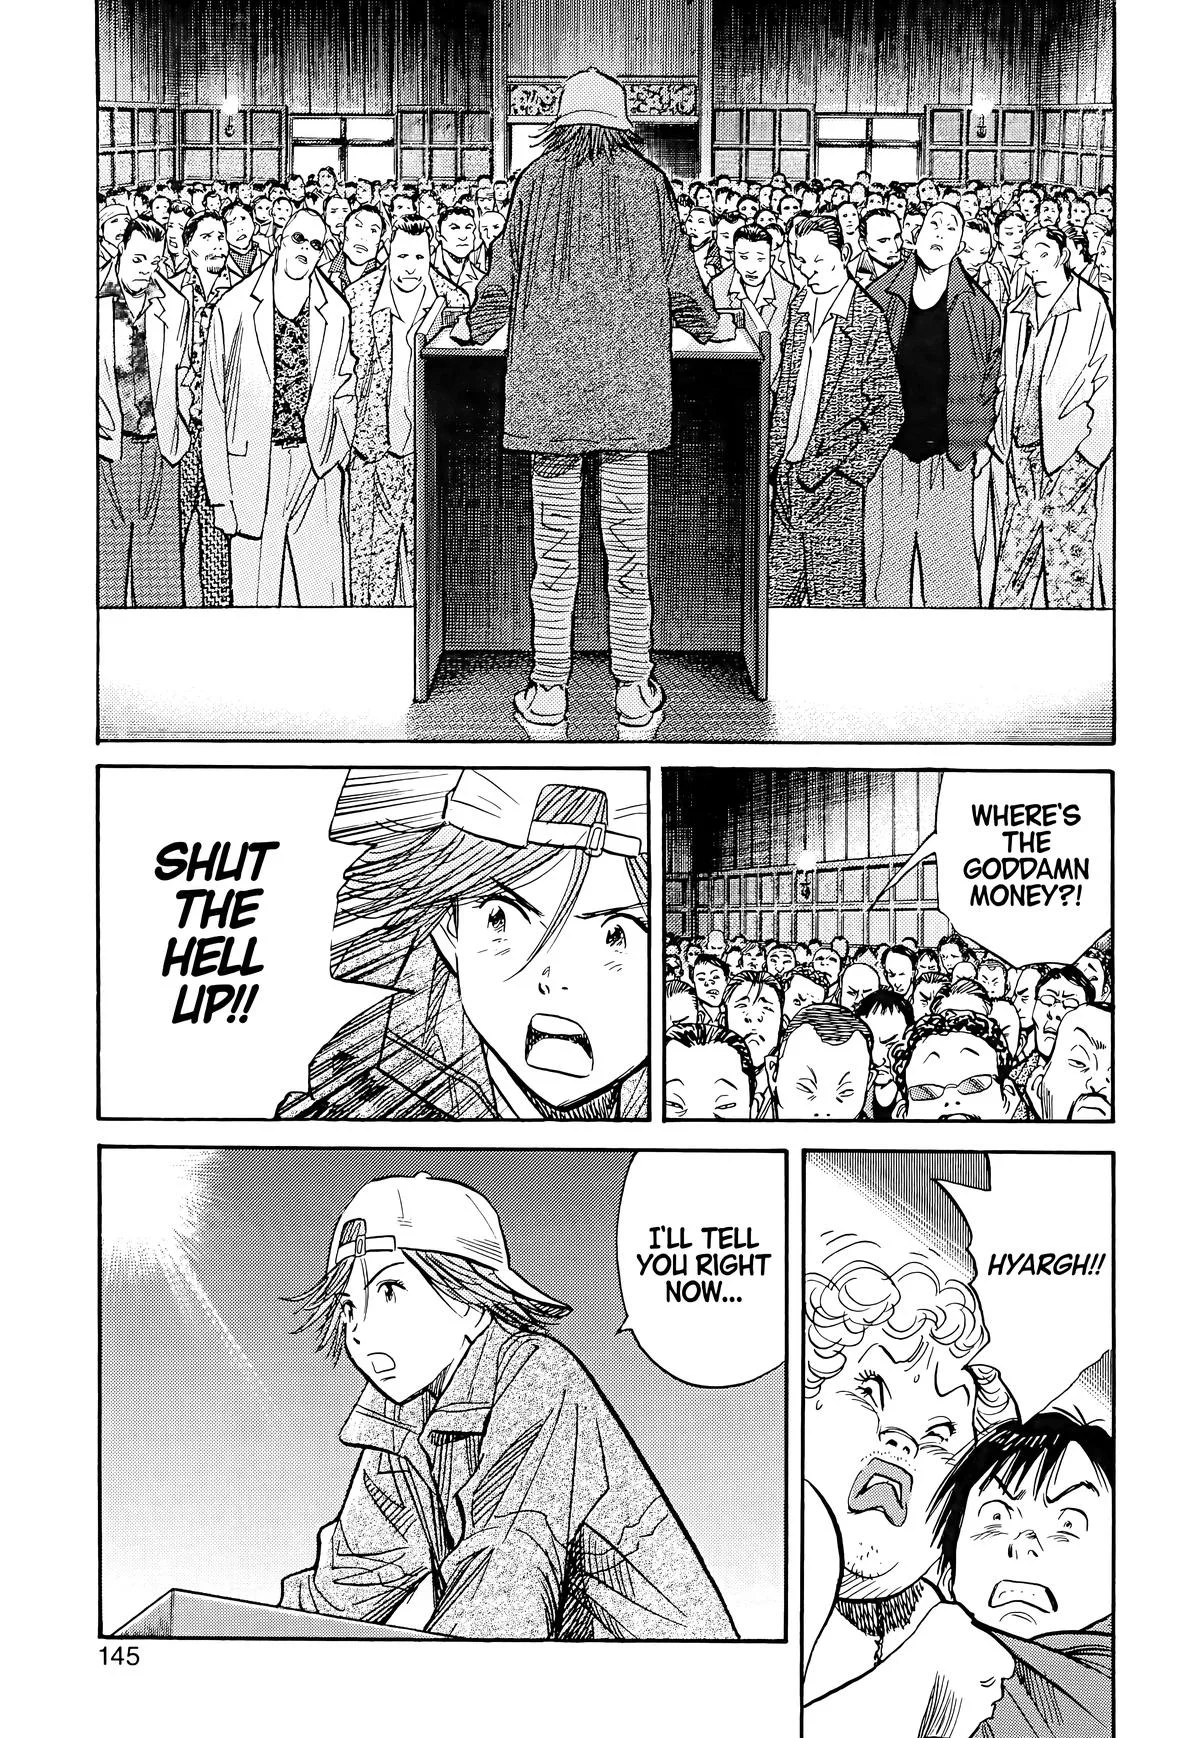 WHERE'S
THE
GODDAMN
MONEY?!
SHUT
THE
HELL
UP!!
HYARGH!!
I'LL TELL
YOU RIGHT
NOW...
145